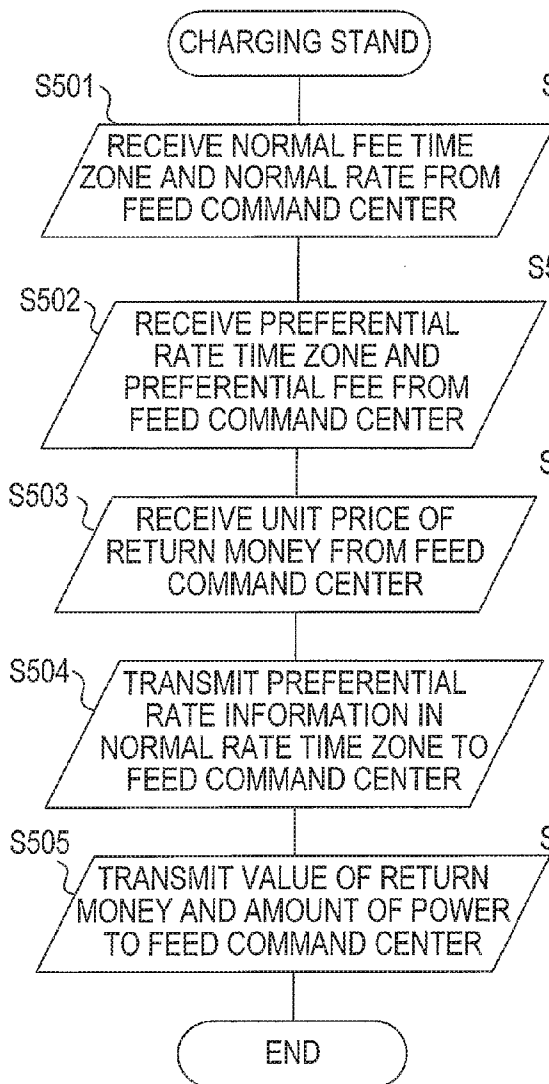 CHARGING STAND
S501
S
RECEIVE NORMAL FEE TIME
ZONE AND NORMAL RATE FROM
FEED COMMAND CENTER
S5
S502
RECEIVE PREFERENTIAL
RATE TIME ZONE AND
PREFERENTIAL FEE FROM
FEED COMMAND CENTER
S
S503
RECEIVE UNIT PRICE OF
RETURN MONEY FROM FEED
COMMAND CENTER
S504
TRANSMIT PREFERENTIAL
RATE INFORMATION IN
NORMAL RATE TIME ZONE TO
FEED COMMAND CENTER
S
S505
TRANSMIT VALUE OF RETURN
MONEY AND AMOUNT OF POWER
TO FEED COMMAND CENTER
END